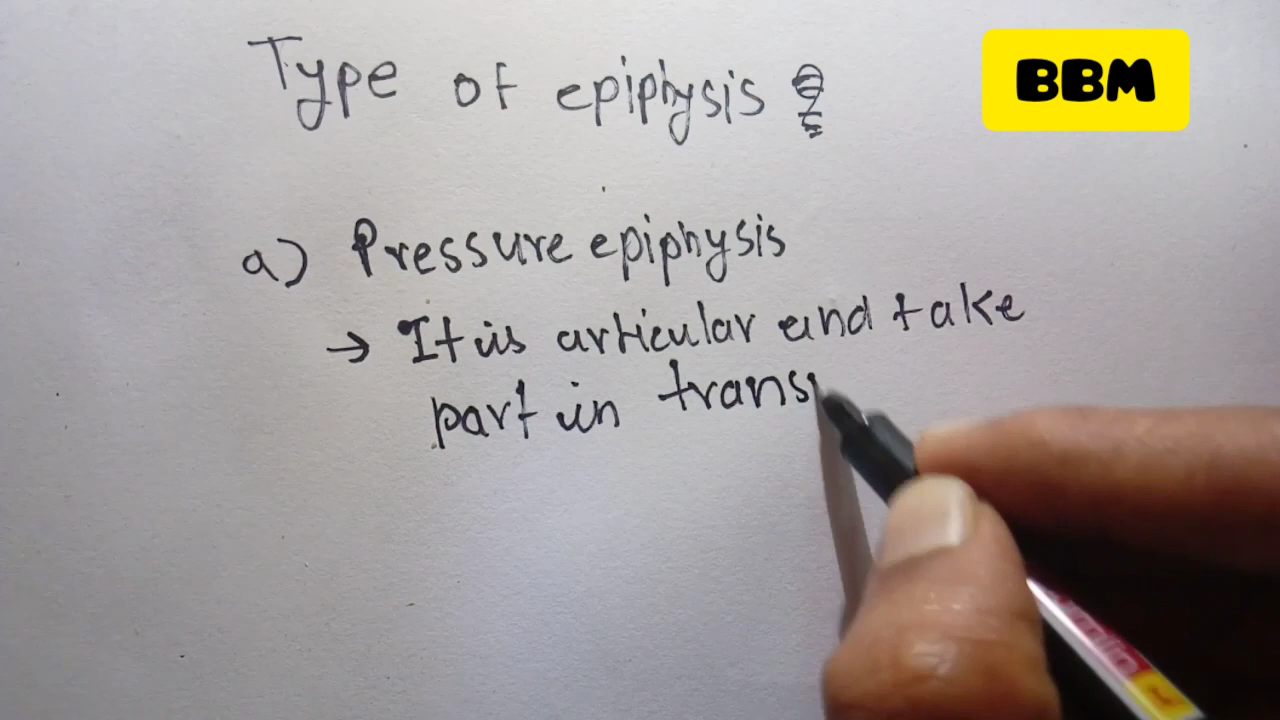 Type of epiphysis
BBM
a) Pressure epiphysis
→ It is articular and take
part in trans